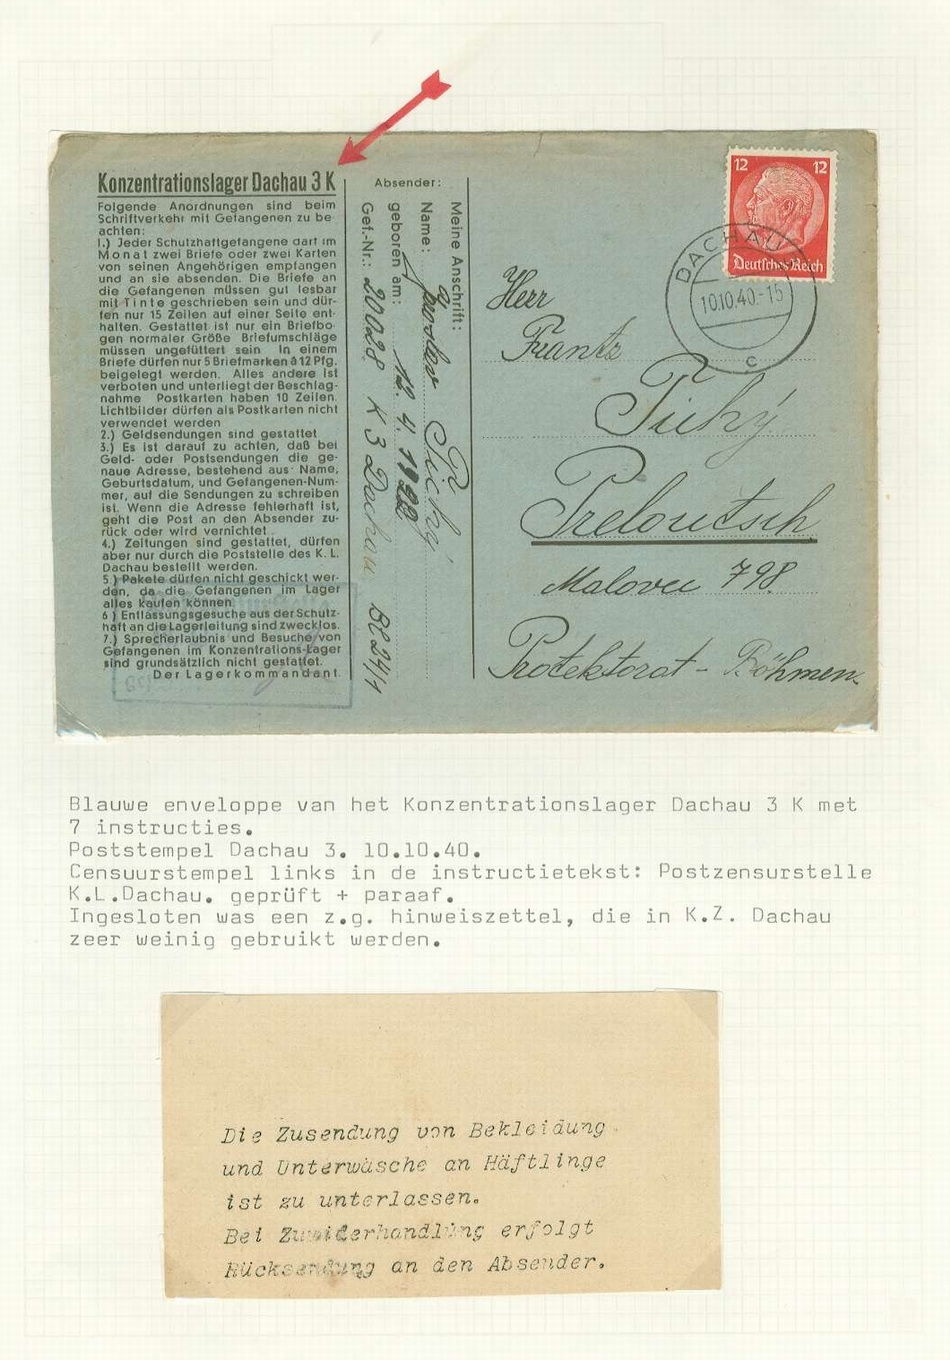 Konzentrationslager Dachau 3 K
Folgende Anordnungen sind beim
Schriftverkehr mit Gefangenen zu be-
achten:
1.) Jeder Schutzhaftgefangene darf im
Monat zwei Briefe oder zwei Karten
von seinen Angehörigen empfangen
und an sie absenden. Die Briefe an
die Gefangenen müssen gut lesbar
mit Tinte geschrieben sein und dür-
fen nur 15 Zeilen auf einer Seite ent-
halten. Gestattet ist nur ein Briefbo-
gen normaler Größe Briefumschläge
müssen ungefüttert sein In einem
Briefe dürfen nur 5 Briefmarken à 12 Pfg.
beigelegt werden. Alles andere ist
verboten und unterliegt der Beschlag-
nahme Postkarten haben 10 Zeilen.
Lichtbilder dürfen als Postkarten nicht
verwendet werden
2.) Geldsendungen sind gestattet
3.) Es ist darauf zu achten, daß bei
Geld- oder Postsendungen die ge-
naue Adresse, bestehend aus Name,
Geburtsdatum, und Gefangenen-Num-
mer, auf die Sendungen zu schreiben
ist. Wenn die Adresse fehlerhaft ist,
geht die Post an den Absender zu-
rück oder wird vernichtet
4.) Zeitungen sind gestattet, dürfen
aber nur durch die Poststelle des K. L.
Dachau bestellt werden.
5.) Pakete dürfen nicht geschickt wer-
den, da die Gefangenen im Lager
alles kaufen können
6.) Entlassungsgesuche aus der Schutz-
haft an die Lagerleitung sind zwecklos.
7.) Sprecherlaubnis und Besuche von
Gefangenen im Konzentrations-Lager
sind grundsätzlich nicht gestattet.
Der Lagerkommandant
Absender:
Meine Anschrift:
Name: Jaroslav Tichý
geboren am: 12. 4. 1922
Gef.-Nr.: 20028 K 3 Dachau Bl 24/1
12 12
Deutsches Reich
DACHAU
10.10.40.-15
c
Herr
Frantz
Tichý
Preloutsch
Malovec 798.
Protektorat - Böhmen
Blauwe enveloppe van het Konzentrationslager Dachau 3 K met
7 instructies.
Poststempel Dachau 3. 10.10.40.
Censuurstempel links in de instructietekst: Postzensurstelle
K.L.Dachau. geprüft + paraaf.
Ingesloten was een z.g. hinweiszettel, die in K.Z. Dachau
zeer weinig gebruikt werden.
Die Zusendung von Bekleidung
und Unterwäsche an Häftlinge
ist zu unterlassen.
Bei Zuwiderhandlung erfolgt
Rücksendung an den Absender.